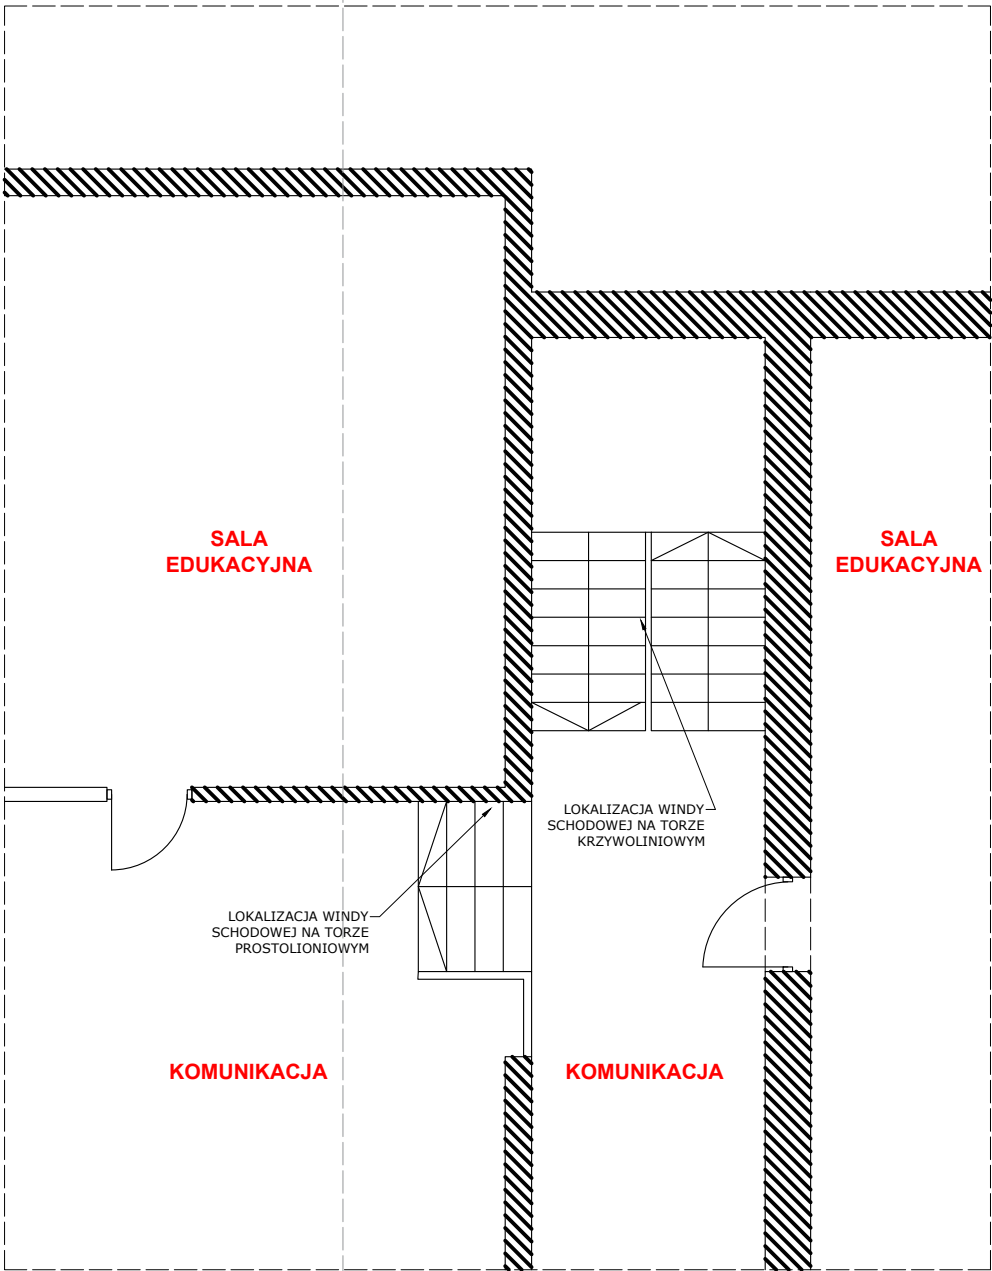 SALA
EDUKACYJNA
SALA
EDUKACYJNA
LOKALIZACJA WINDY
SCHODOWEJ NA TORZE
KRZYWOLINIOWYM
LOKALIZACJA WINDY
SCHODOWEJ NA TORZE
PROSTOLIONIOWYM
KOMUNIKACJA
KOMUNIKACJA